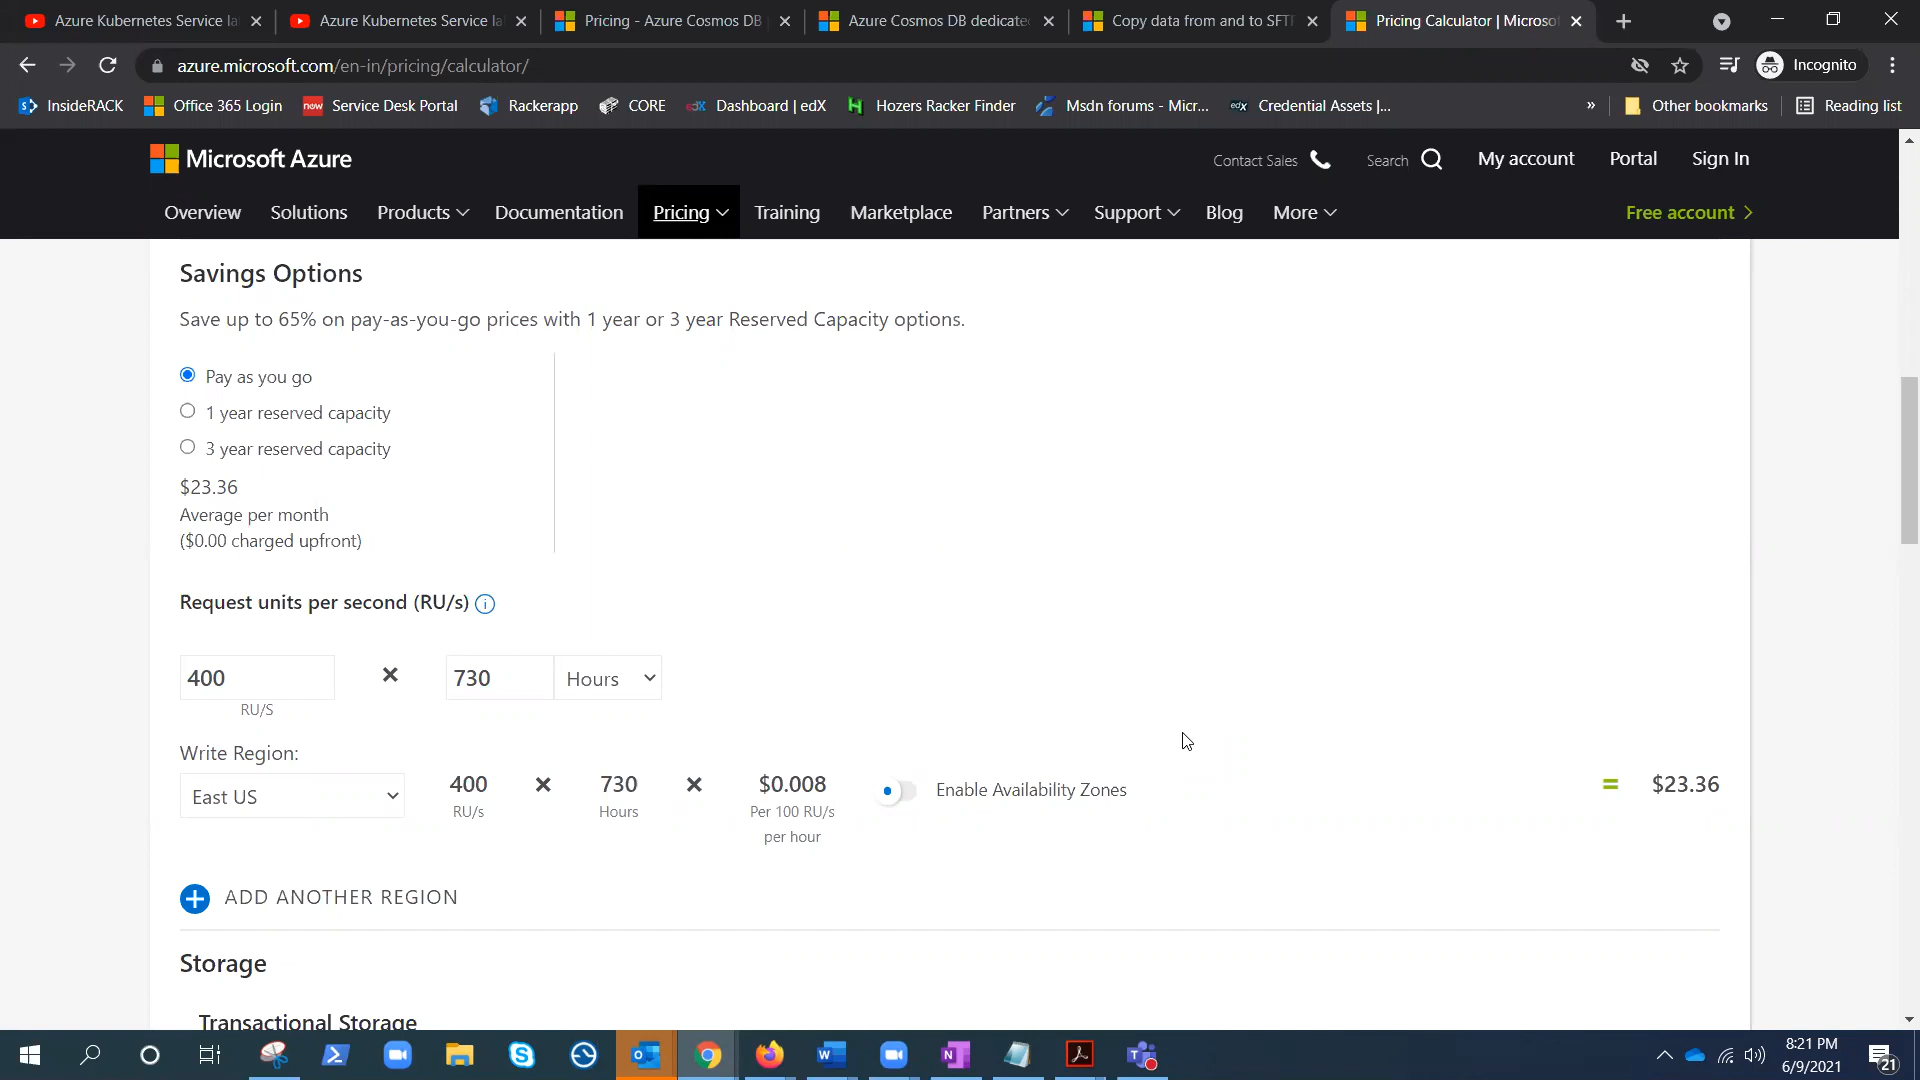 Azure Kubernetes Service la
Azure Kubernetes Service la
Pricing - Azure Cosmos DB
Azure Cosmos DB dedicate
Copy data from and to SFTP
Pricing Calculator | Microso
azure.microsoft.com/en-in/pricing/calculator/
Incognito
InsideRACK
Office 365 Login
now Service Desk Portal
Rackerapp
CORE
edX Dashboard | edX
Hozers Racker Finder
Msdn forums - Micr...
edx Credential Assets |...
»
Other bookmarks
Reading list
Microsoft Azure
Contact Sales
Search
My account
Portal
Sign In
Overview
Solutions
Products
Documentation
Pricing
Training
Marketplace
Partners
Support
Blog
More
Free account
Savings Options
Save up to 65% on pay-as-you-go prices with 1 year or 3 year Reserved Capacity options.
Pay as you go
1 year reserved capacity
3 year reserved capacity
$23.36
Average per month
($0.00 charged upfront)
Request units per second (RU/s)
400 × 730 Hours
RU/S
Write Region:
East US
400 × 730 × $0.008 Enable Availability Zones = $23.36
RU/s Hours Per 100 RU/s
per hour
ADD ANOTHER REGION
Storage
Transactional Storage
8:21 PM
6/9/2021
21